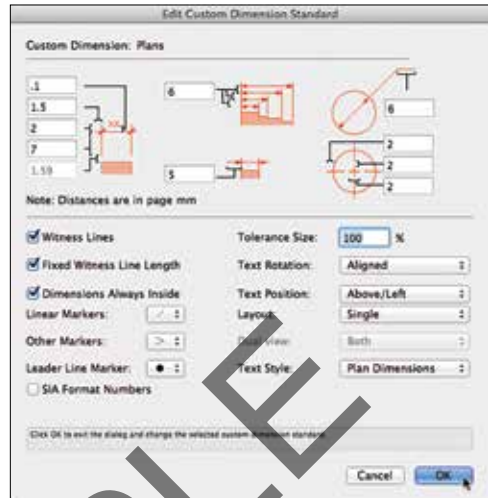 Edit Custom Dimension Standard
Custom Dimension: Plans
.1
1.5
2
7
1.59
xx
6
5
6
2
2
2
Note: Distances are in page mm
Witness Lines
Fixed Witness Line Length
Dimensions Always Inside
Linear Markers:
Other Markers:
Leader Line Marker:
SIA Format Numbers
Tolerance Size: 100 %
Text Rotation: Aligned
Text Position: Above/Left
Layout: Single
Dual View: Both
Text Style: Plan Dimensions
Click OK to exit the dialog and change the selected custom dimension standard.
Cancel OK